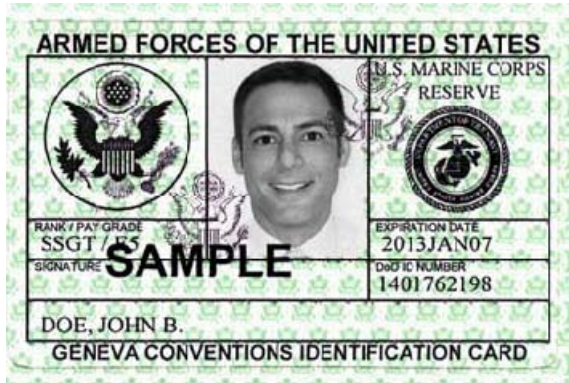 ARMED FORCES OF THE UNITED STATES
U.S. MARINE CORPS
RESERVE
RANK / PAY GRADE
SSGT / E5
EXPIRATION DATE
2013JAN07
SIGNATURE
SAMPLE
DoD ID NUMBER
1401762198
DOE, JOHN B.
GENEVA CONVENTIONS IDENTIFICATION CARD